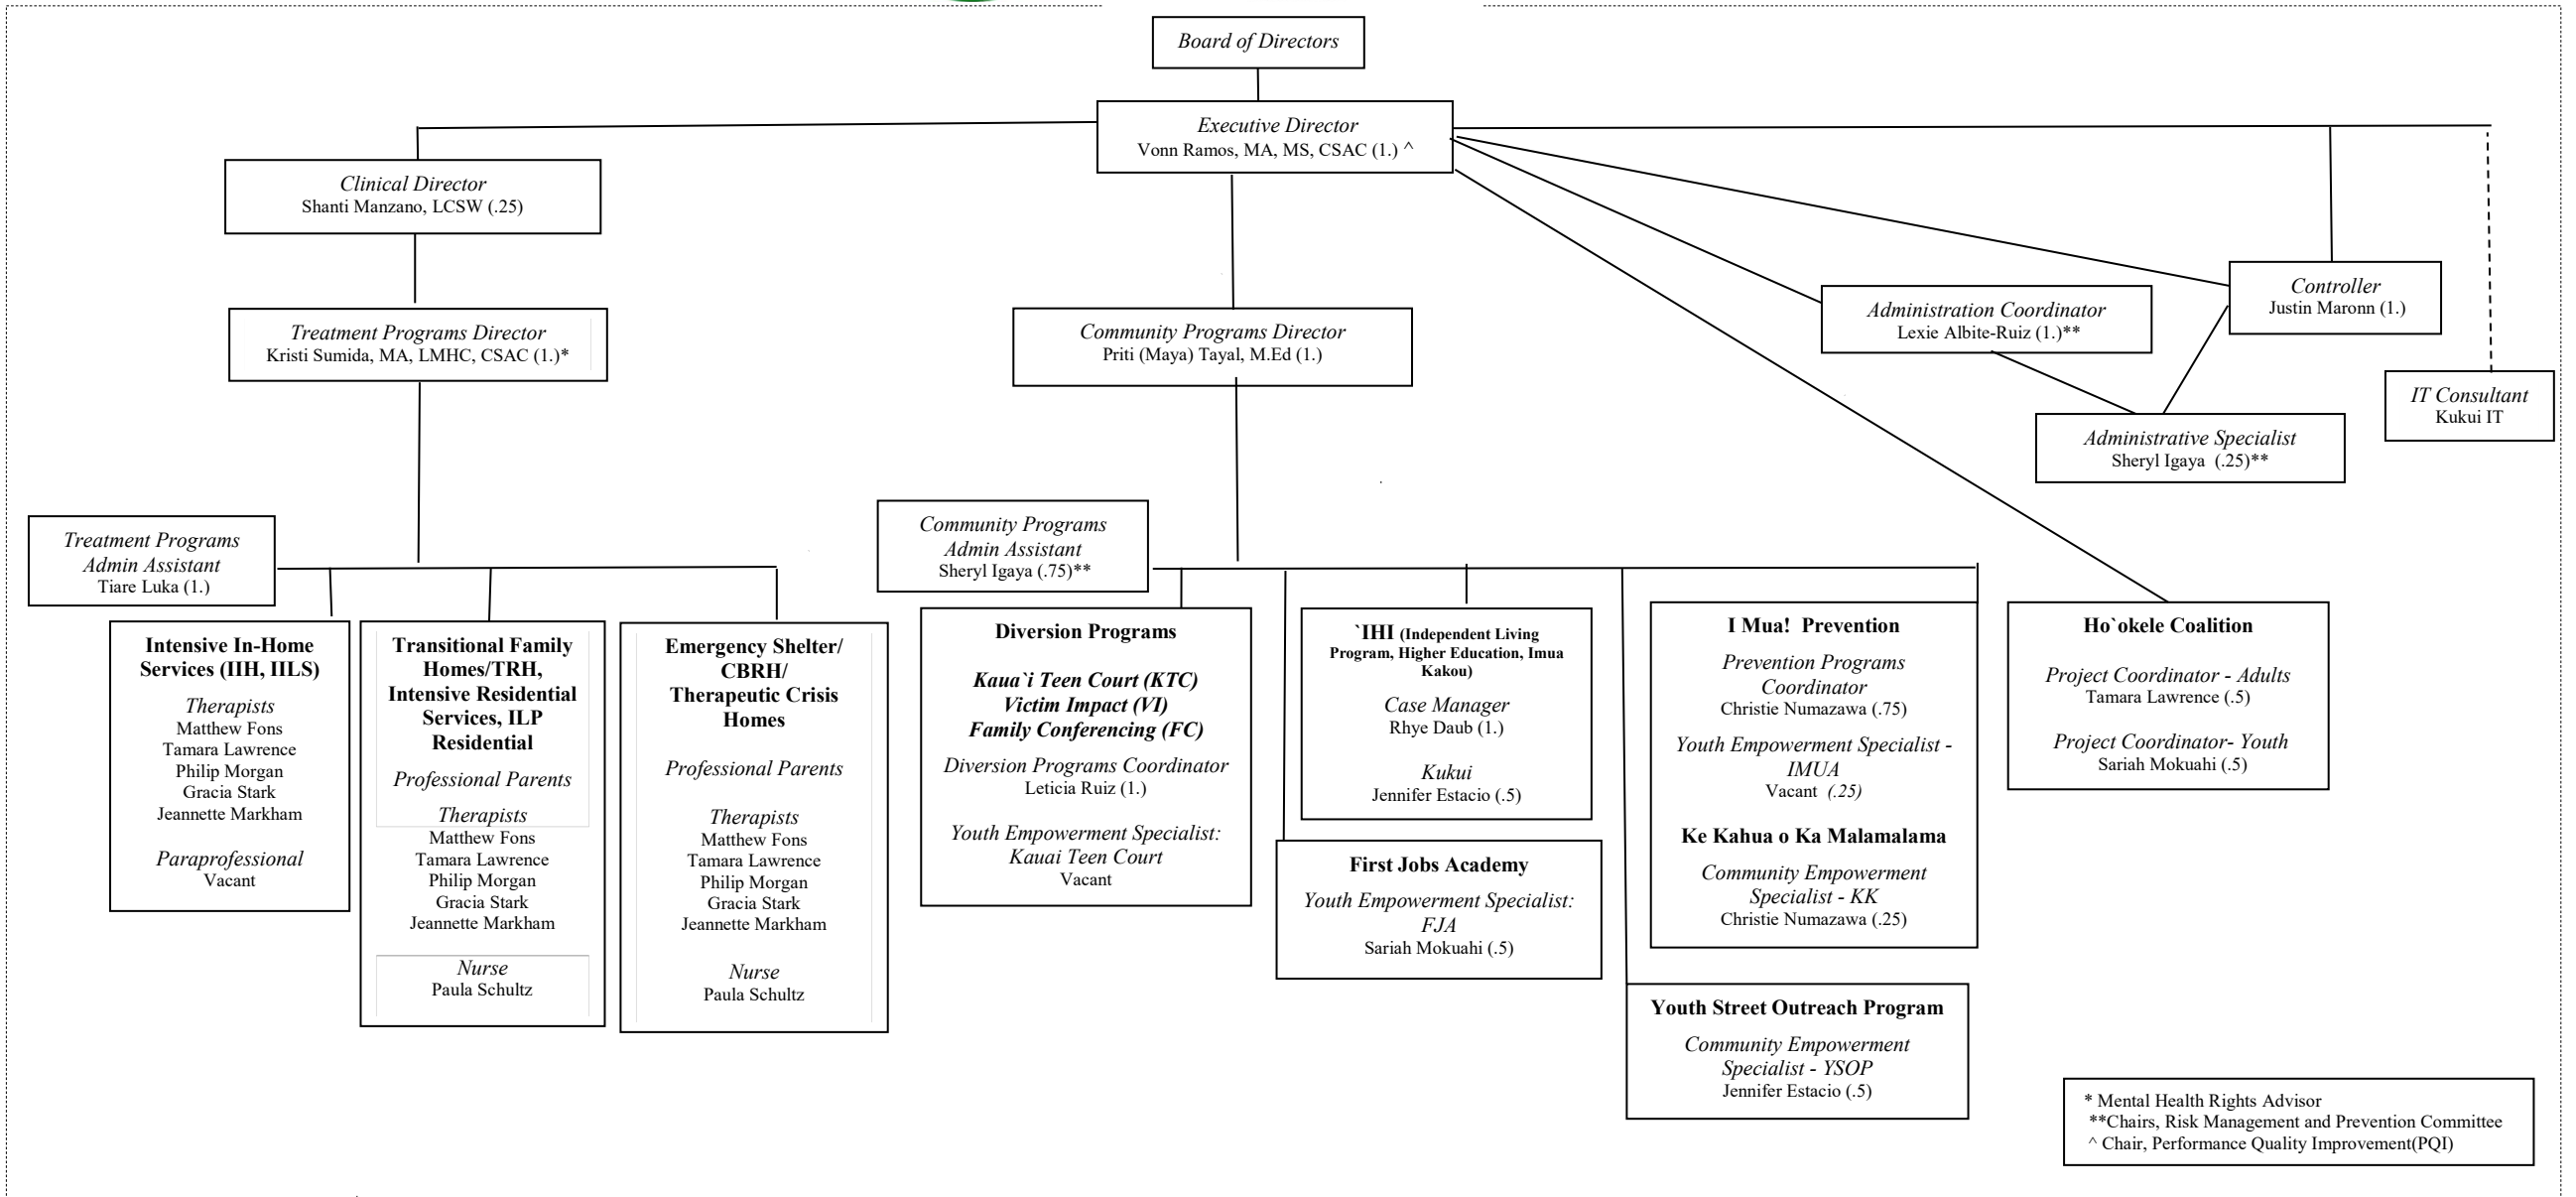 Board of Directors
Executive Director
Vonn Ramos, MA, MS, CSAC (1.) ^
Clinical Director
Shanti Manzano, LCSW (.25)
Treatment Programs Director
Kristi Sumida, MA, LMHC, CSAC (1.)*
Community Programs Director
Priti (Maya) Tayal, M.Ed (1.)
Administration Coordinator
Lexie Albite-Ruiz (1.)**
Controller
Justin Maronn (1.)
IT Consultant
Kukui IT
Administrative Specialist
Sheryl Igaya (.25)**
Treatment Programs
Admin Assistant
Tiare Luka (1.)
Community Programs
Admin Assistant
Sheryl Igaya (.75)**
Intensive In-Home
Services (IIH, IILS)
Therapists
Matthew Fons
Tamara Lawrence
Philip Morgan
Gracia Stark
Jeannette Markham
Paraprofessional
Vacant
Transitional Family
Homes/TRH,
Intensive Residential
Services, ILP
Residential
Professional Parents
Therapists
Matthew Fons
Tamara Lawrence
Philip Morgan
Gracia Stark
Jeannette Markham
Nurse
Paula Schultz
Emergency Shelter/
CBRH/
Therapeutic Crisis
Homes
Professional Parents
Therapists
Matthew Fons
Tamara Lawrence
Philip Morgan
Gracia Stark
Jeannette Markham
Nurse
Paula Schultz
Diversion Programs
Kaua`i Teen Court (KTC)
Victim Impact (VI)
Family Conferencing (FC)
Diversion Programs Coordinator
Leticia Ruiz (1.)
Youth Empowerment Specialist:
Kauai Teen Court
Vacant
`IHI (Independent Living
Program, Higher Education, Imua
Kakou)
Case Manager
Rhye Daub (1.)
Kukui
Jennifer Estacio (.5)
First Jobs Academy
Youth Empowerment Specialist:
FJA
Sariah Mokuahi (.5)
I Mua! Prevention
Prevention Programs
Coordinator
Christie Numazawa (.75)
Youth Empowerment Specialist -
IMUA
Vacant (.25)
Ke Kahua o Ka Malamalama
Community Empowerment
Specialist - KK
Christie Numazawa (.25)
Youth Street Outreach Program
Community Empowerment
Specialist - YSOP
Jennifer Estacio (.5)
Ho`okele Coalition
Project Coordinator - Adults
Tamara Lawrence (.5)
Project Coordinator- Youth
Sariah Mokuahi (.5)
* Mental Health Rights Advisor
**Chairs, Risk Management and Prevention Committee
^ Chair, Performance Quality Improvement(PQI)